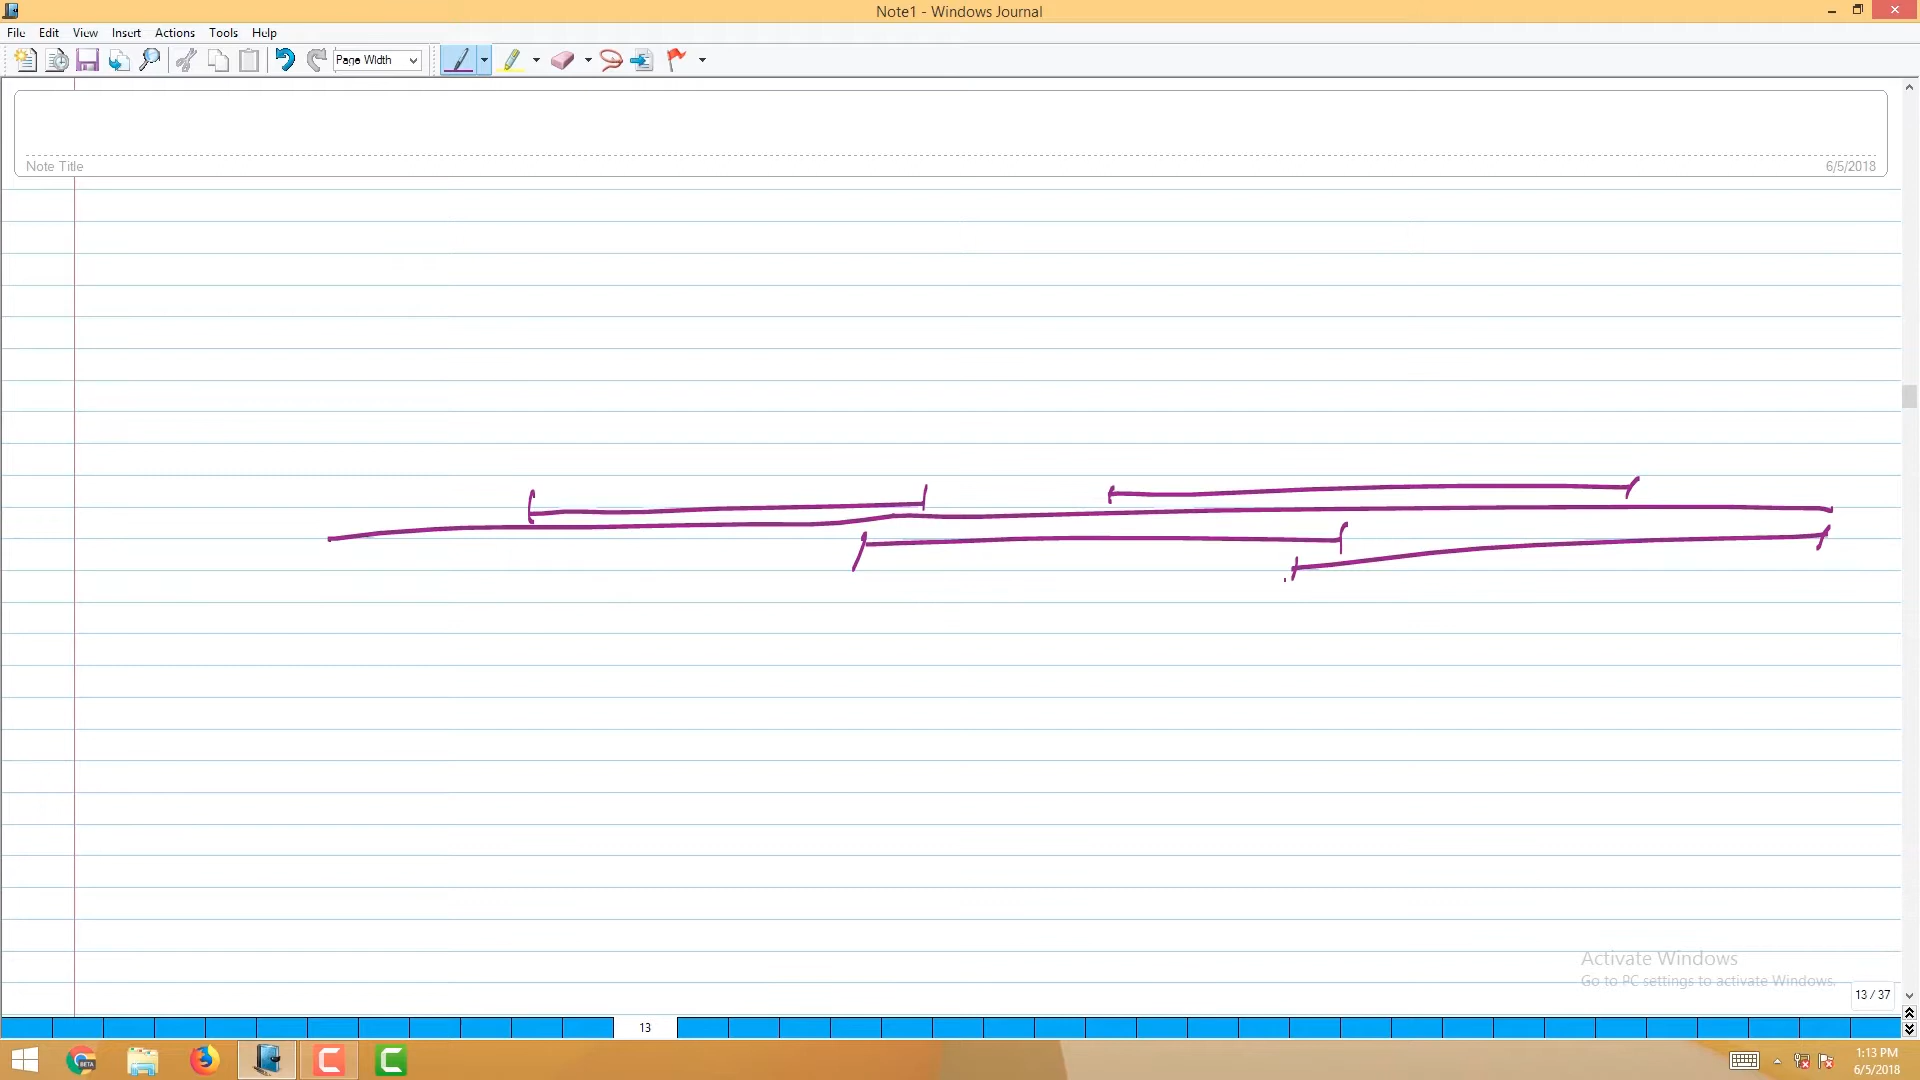 Note1 - Windows Journal
File Edit View Insert Actions Tools Help
Page Width
Note Title
6/5/2018
Activate Windows
Go to PC settings to activate Windows.
13 / 37
13
BETA
1:13 PM
6/5/2018